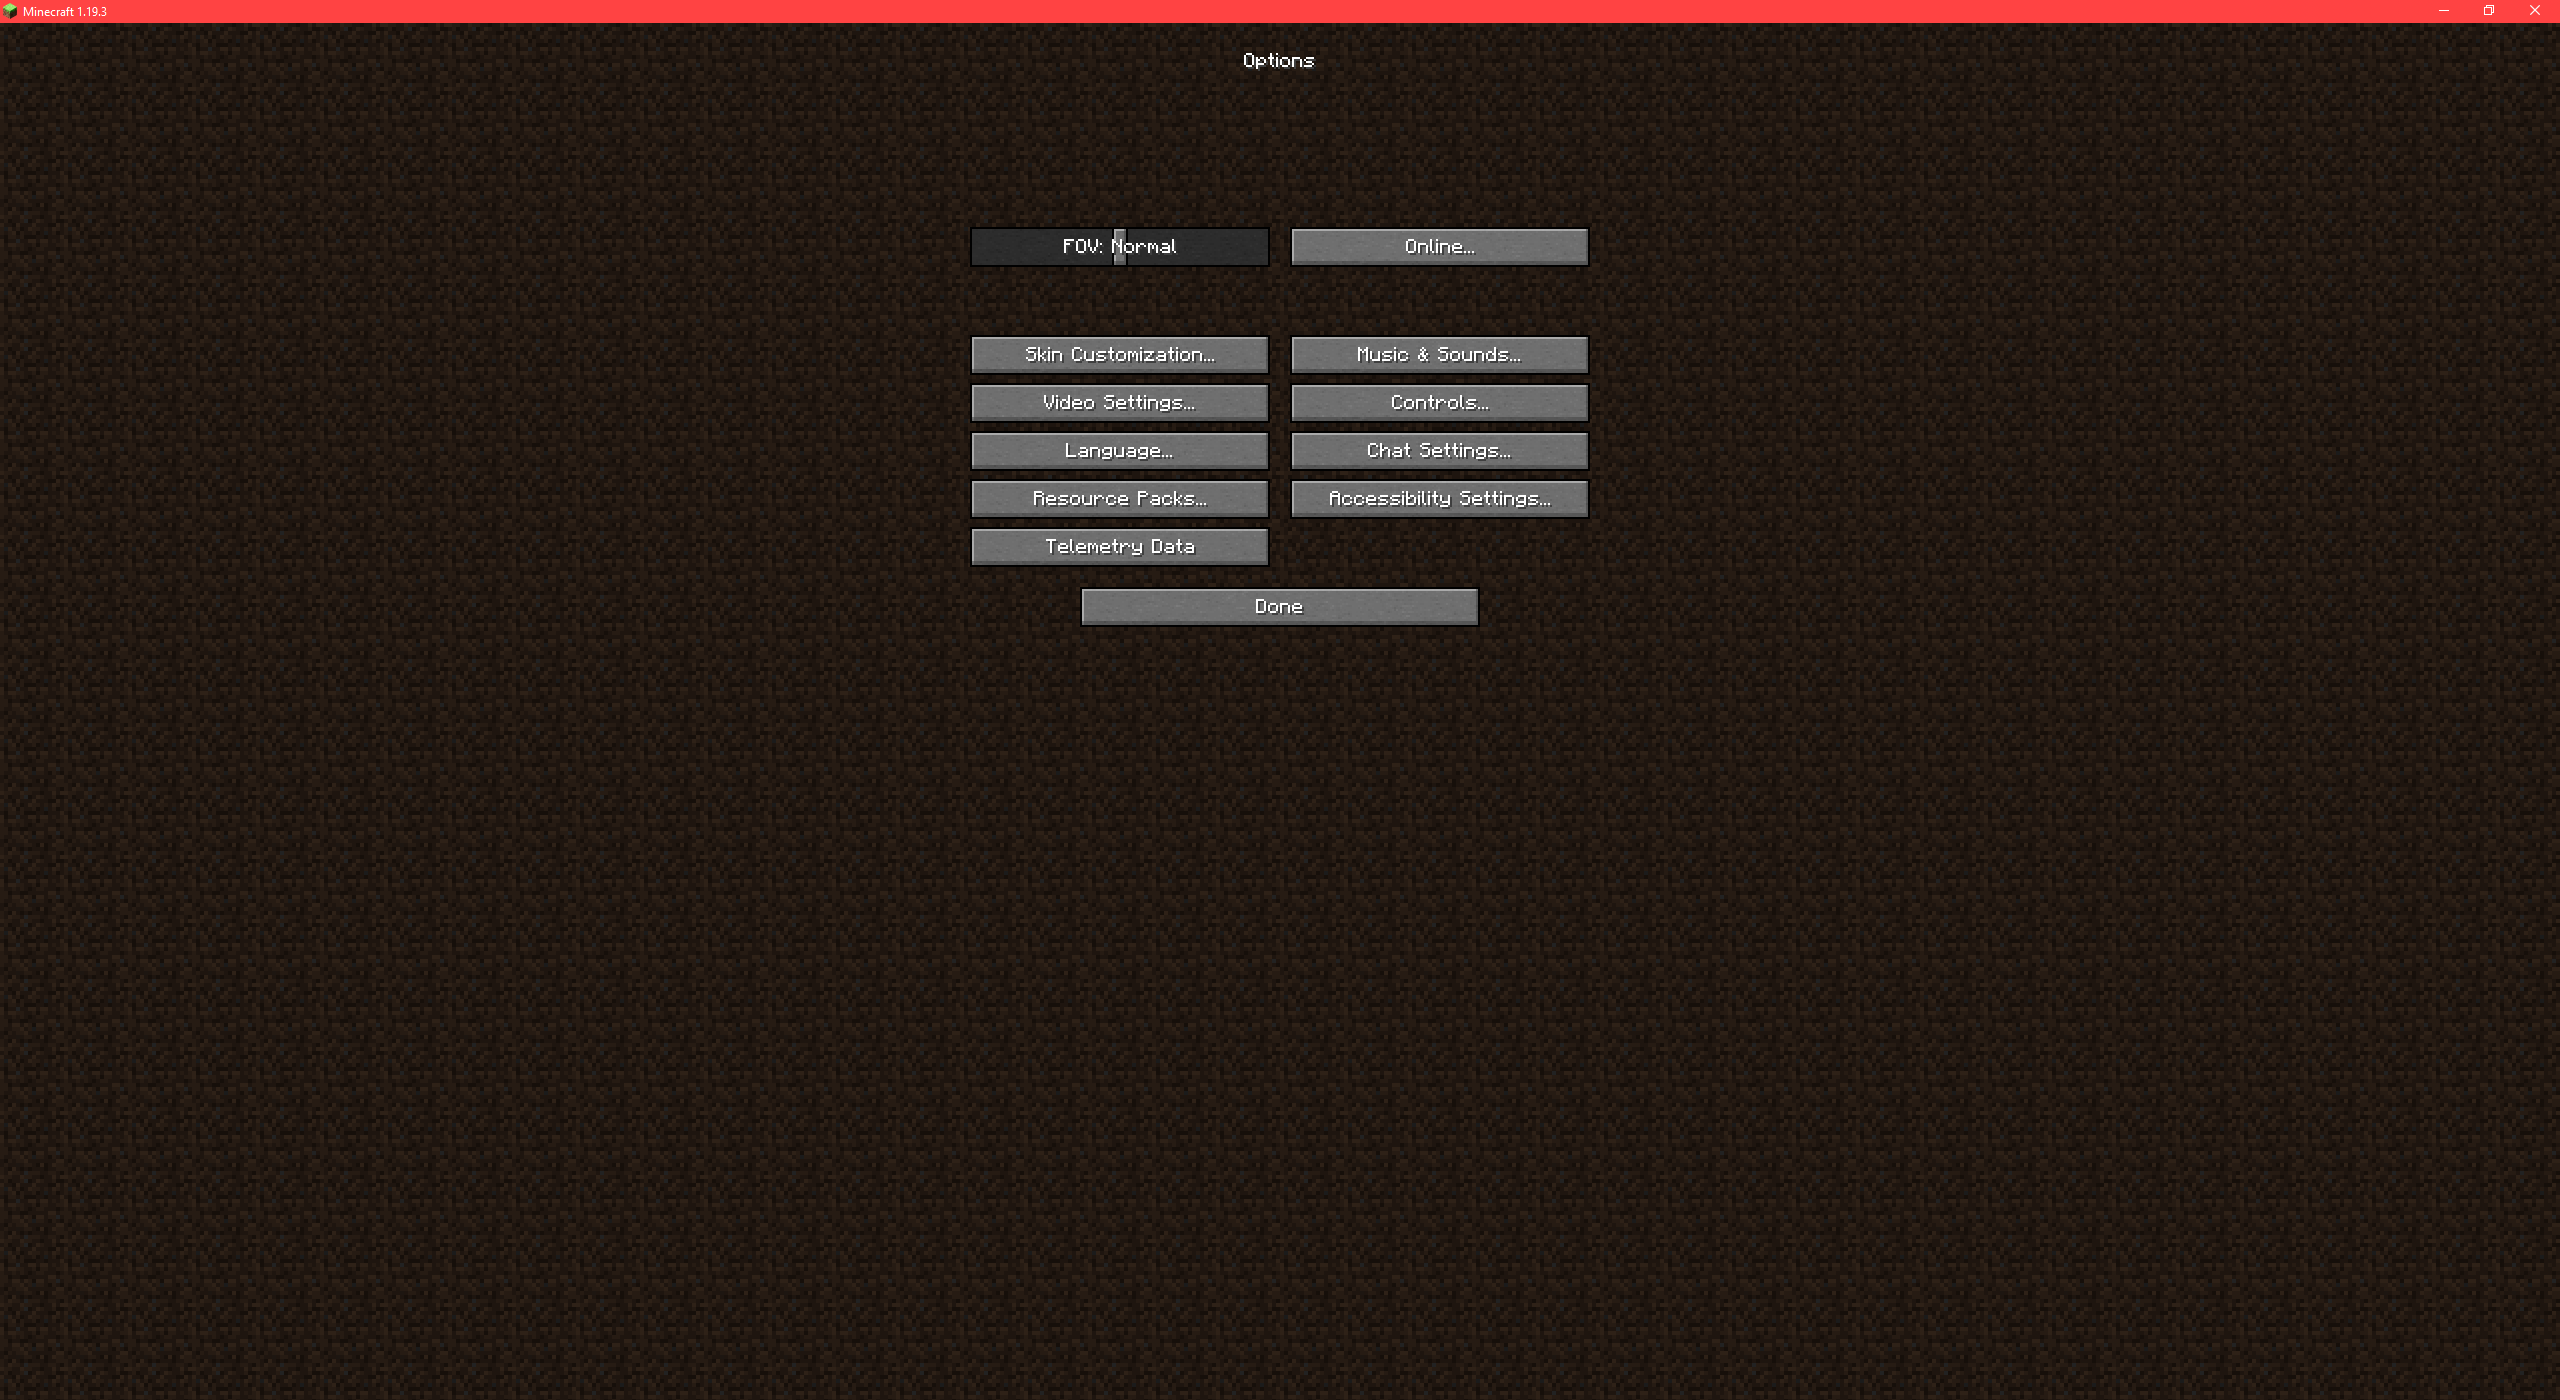 Minecraft 1.19.3
Options
FOV: Normal
Online...
Skin Customization...
Music & Sounds...
Video Settings...
Controls...
Language...
Chat Settings...
Resource Packs...
Accessibility Settings...
Telemetry Data
Done